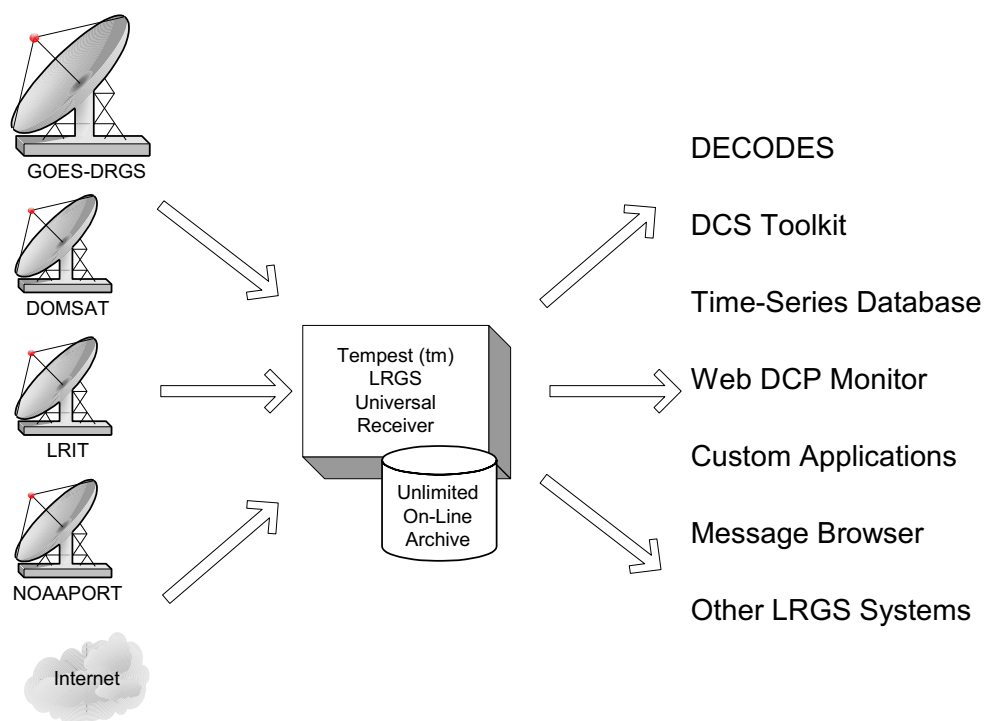 GOES-DRGS
DOMSAT
LRIT
NOAAPORT
Internet
Tempest (tm)
LRGS
Universal
Receiver
Unlimited
On-Line
Archive
DECODES
DCS Toolkit
Time-Series Database
Web DCP Monitor
Custom Applications
Message Browser
Other LRGS Systems